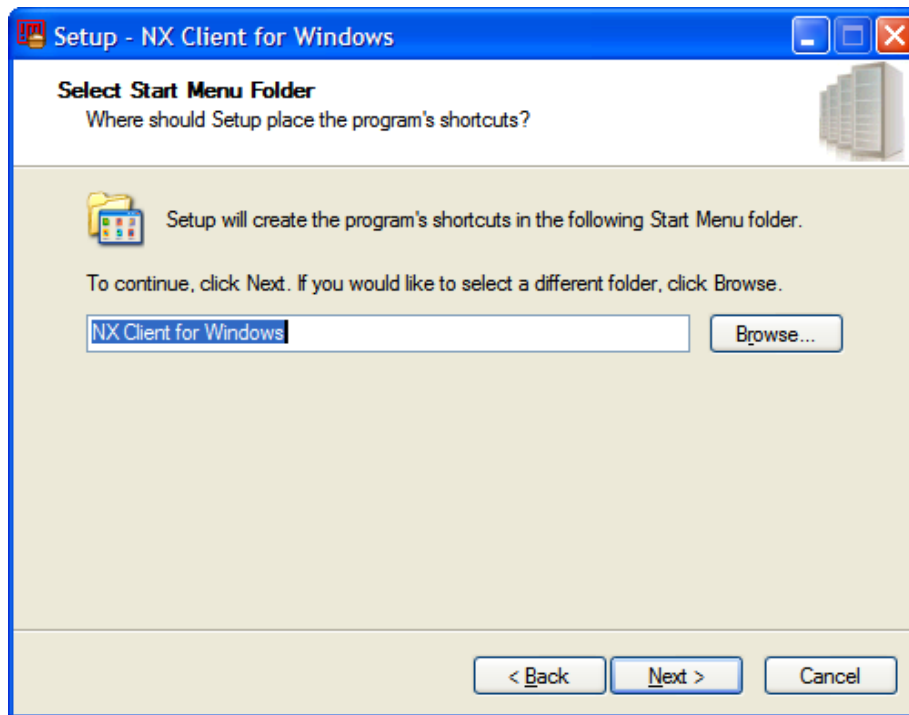 Setup - NX Client for Windows
Select Start Menu Folder
Where should Setup place the program's shortcuts?
Setup will create the program's shortcuts in the following Start Menu folder.
To continue, click Next. If you would like to select a different folder, click Browse.
NX Client for Windows
Browse...
< Back
Next >
Cancel